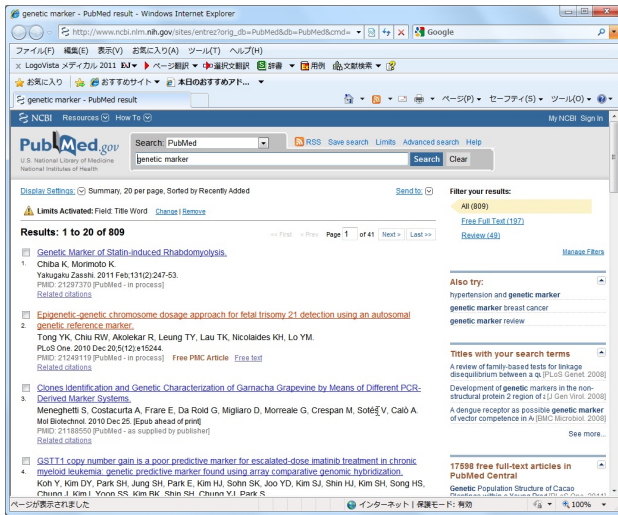 genetic marker - PubMed result - Windows Internet Explorer
http://www.ncbi.nlm.nih.gov/sites/entrez?orig_db=PubMed&db=PubMed&cmd=
Google
ファイル(F) 編集(E) 表示(V) お気に入り(A) ツール(T) ヘルプ(H)
x LogoVista メディカル 2011 EJ ページ翻訳 選択文翻訳 辞書 用例 文献検索
お気に入り おすすめサイト 本日のおすすめアド...
genetic marker - PubMed result
ページ(P) セーフティ(S) ツール(O)
NCBI Resources How To My NCBI Sign In
PubMed.gov
U.S. National Library of Medicine
National Institutes of Health
Search: PubMed
RSS Save search Limits Advanced search Help
genetic marker
Search Clear
Display Settings: Summary, 20 per page, Sorted by Recently Added
Send to:
Limits Activated: Field: Title Word Change | Remove
Results: 1 to 20 of 809
<< First < Prev Page 1 of 41 Next > Last >>
Genetic Marker of Statin-induced Rhabdomyolysis.
1. Chiba K, Morimoto K.
Yakugaku Zasshi. 2011 Feb;131(2):247-53.
PMID: 21297370 [PubMed - in process]
Related citations
Epigenetic-genetic chromosome dosage approach for fetal trisomy 21 detection using an autosomal
2. genetic reference marker.
Tong YK, Chiu RW, Akolekar R, Leung TY, Lau TK, Nicolaides KH, Lo YM.
PLoS One. 2010 Dec 20;5(12):e15244.
PMID: 21249119 [PubMed - in process] Free PMC Article Free text
Related citations
Clones Identification and Genetic Characterization of Garnacha Grapevine by Means of Different PCR-
3. Derived Marker Systems.
Meneghetti S, Costacurta A, Frare E, Da Rold G, Migliaro D, Morreale G, Crespan M, Sotés V, Calò A.
Mol Biotechnol. 2010 Dec 25. [Epub ahead of print]
PMID: 21188550 [PubMed - as supplied by publisher]
Related citations
GSTT1 copy number gain is a poor predictive marker for escalated-dose imatinib treatment in chronic
4. myeloid leukemia: genetic predictive marker found using array comparative genomic hybridization.
Koh Y, Kim DY, Park SH, Jung SH, Park E, Kim HJ, Sohn SK, Joo YD, Kim SJ, Shin HJ, Kim SH, Song HS,
Chung J, Kim I, Yoon SS, Kim BK, Shin SH, Chung YJ, Park S
Filter your results:
All (809)
Free Full Text (197)
Review (49)
Manage Filters
Also try:
hypertension and genetic marker
genetic marker breast cancer
genetic marker review
Titles with your search terms
A review of family-based tests for linkage
disequilibrium between a qu [PLoS Genet. 2008]
Development of genetic markers in the non-
structural protein 2 region of [J Gen Virol. 2008]
A dengue receptor as possible genetic marker
of vector competence in A [BMC Microbiol. 2008]
See more...
17598 free full-text articles in
PubMed Central
Genetic Population Structure of Cacao
ページが表示されました
インターネット | 保護モード: 有効
100%